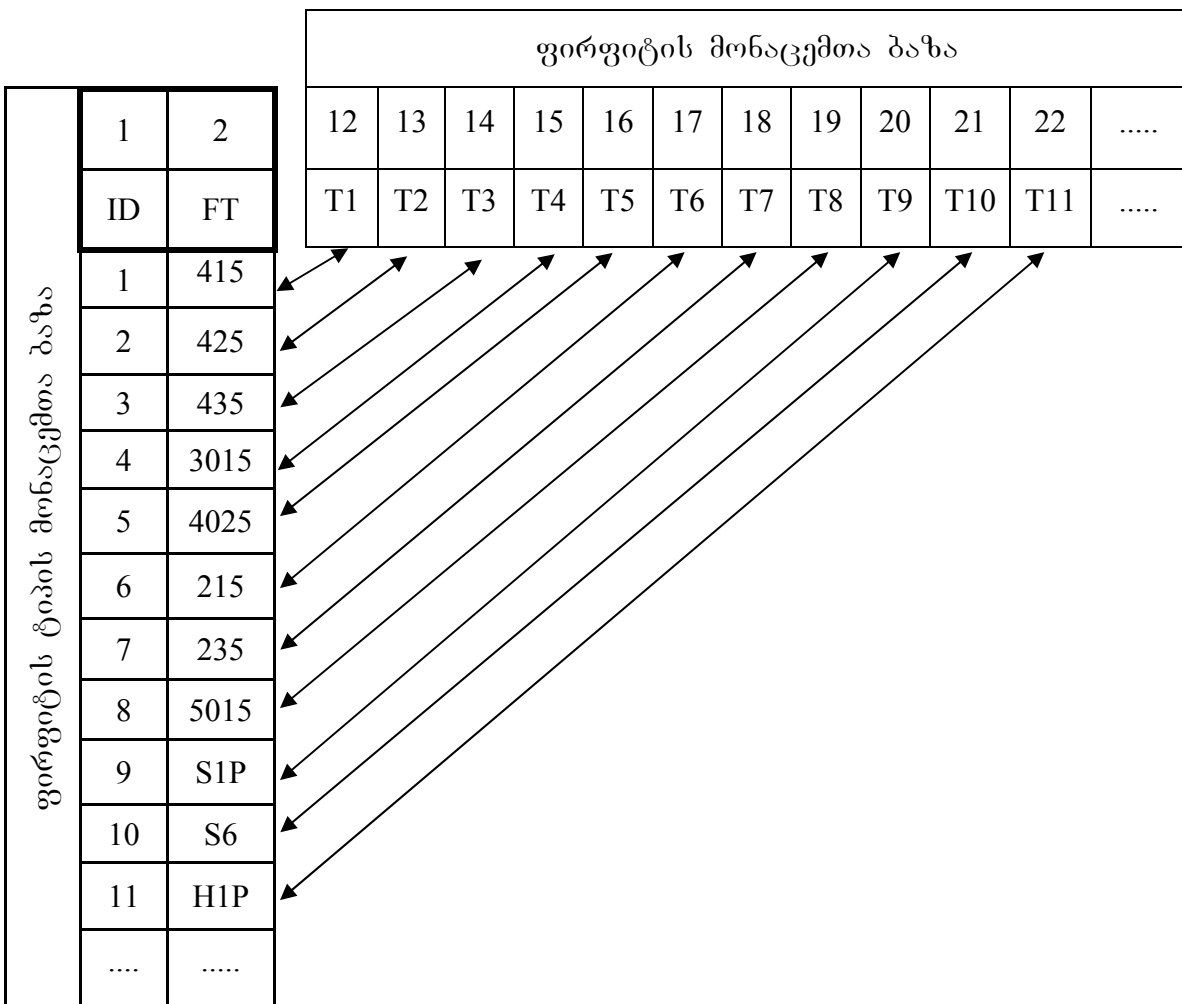 ფირფიტის მონაცემთა ბაზა
12 13 14 15 16 17 18 19 20 21 22 .....
T1 T2 T3 T4 T5 T6 T7 T8 T9 T10 T11 .....
ფირფიტის ტიპის მონაცემთა ბაზა
1 2
ID FT
1 415
2 425
3 435
4 3015
5 4025
6 215
7 235
8 5015
9 S1P
10 S6
11 H1P
.... .....